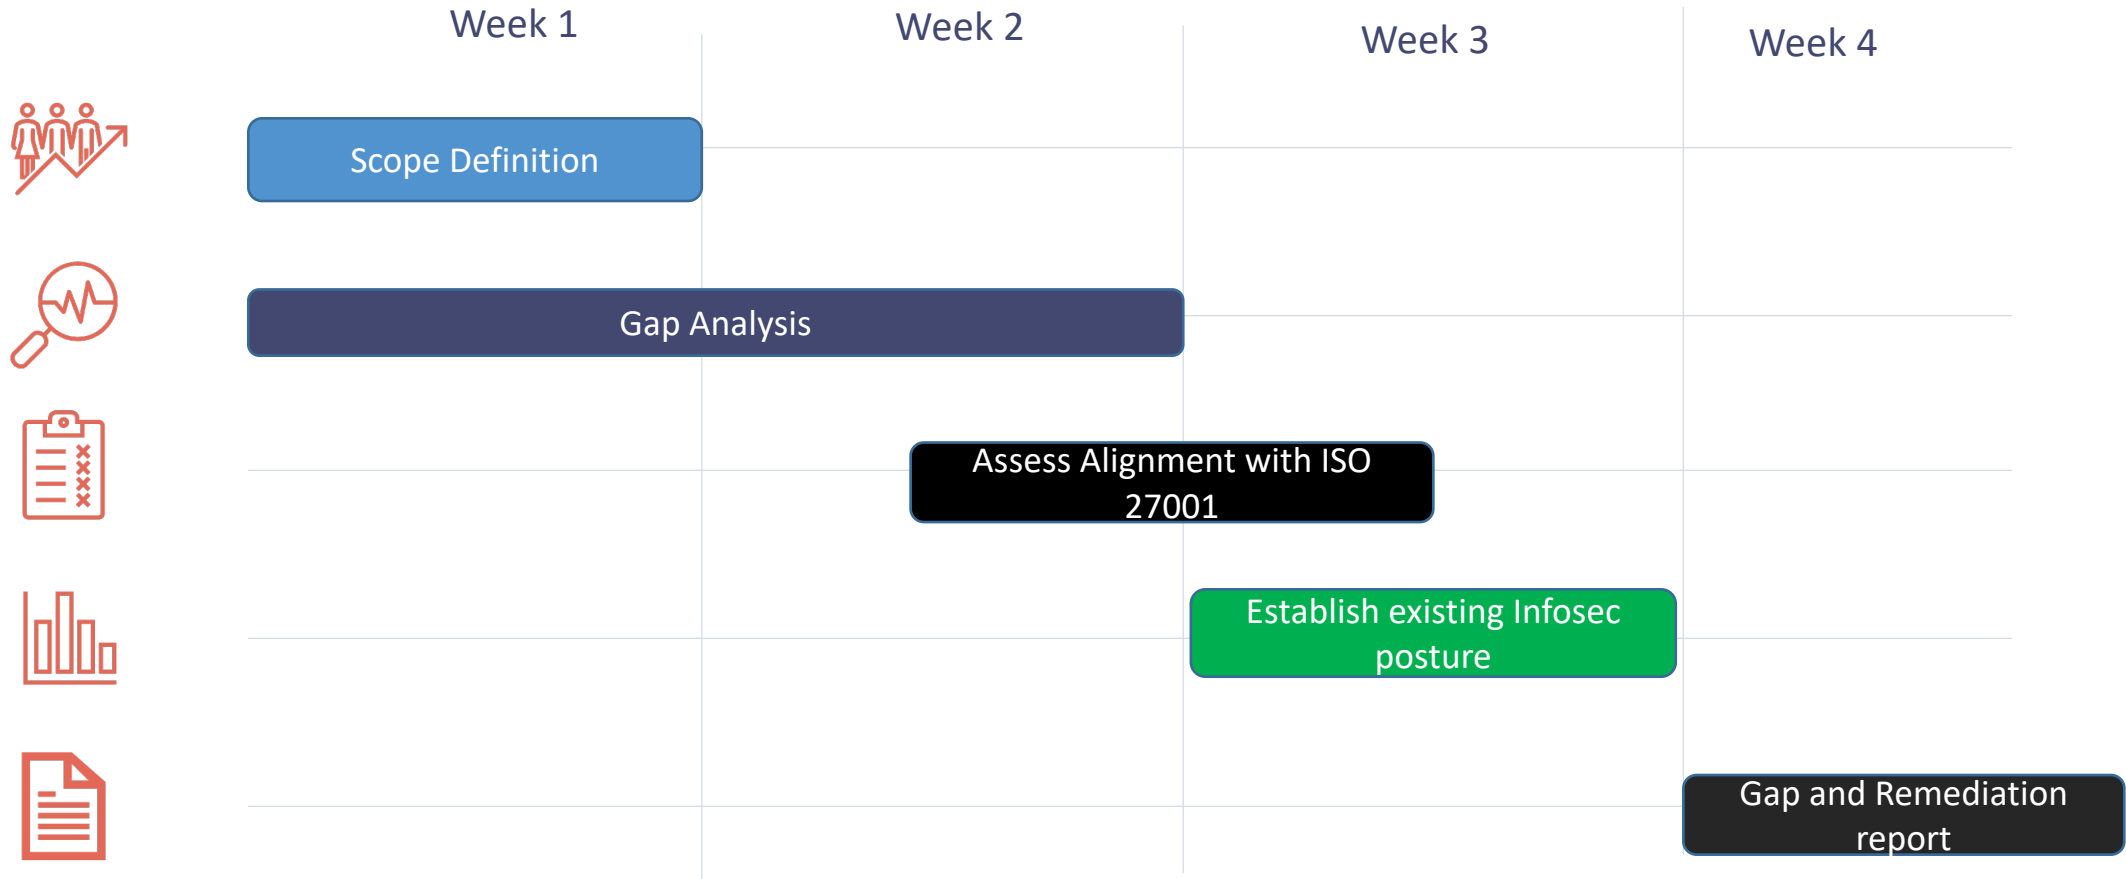 Week 1
Week 2
Week 3
Week 4
Scope Definition
Gap Analysis
Assess Alignment with ISO
27001
Establish existing Infosec
posture
Gap and Remediation
report